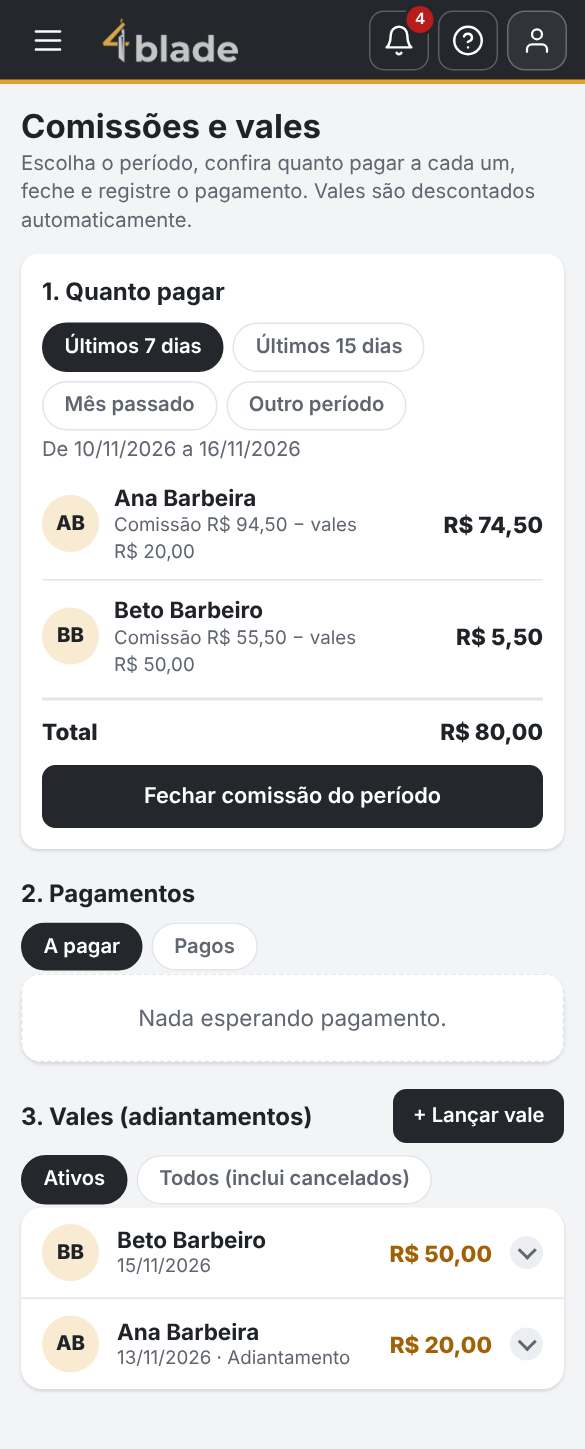 4blade
4
Comissões e vales
Escolha o período, confira quanto pagar a cada um,
feche e registre o pagamento. Vales são descontados
automaticamente.
1. Quanto pagar
Últimos 7 dias
Últimos 15 dias
Mês passado
Outro período
De 10/11/2026 a 16/11/2026
AB
Ana Barbeira
Comissão R$ 94,50 − vales
R$ 20,00
R$ 74,50
BB
Beto Barbeiro
Comissão R$ 55,50 − vales
R$ 50,00
R$ 5,50
Total
R$ 80,00
Fechar comissão do período
2. Pagamentos
A pagar
Pagos
Nada esperando pagamento.
3. Vales (adiantamentos)
+ Lançar vale
Ativos
Todos (inclui cancelados)
BB
Beto Barbeiro
15/11/2026
R$ 50,00
AB
Ana Barbeira
13/11/2026 · Adiantamento
R$ 20,00